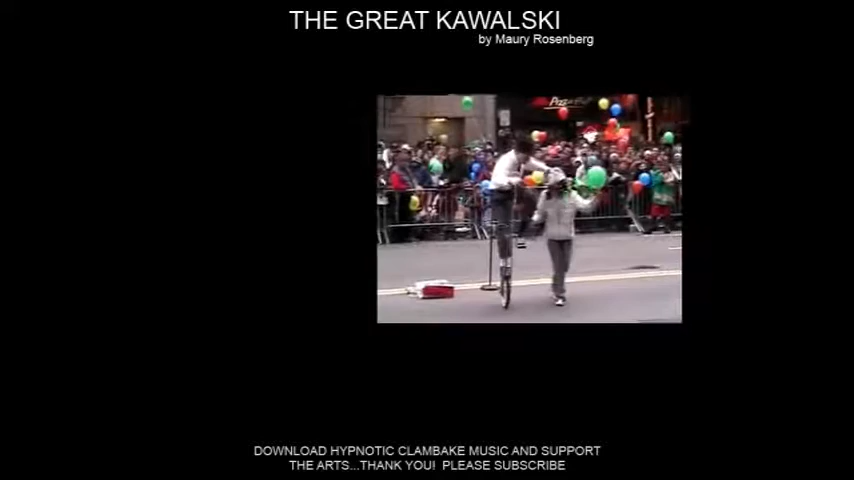 THE GREAT KAWALSKI
by Maury Rosenberg
DOWNLOAD HYPNOTIC CLAMBAKE MUSIC AND SUPPORT
THE ARTS...THANK YOU!  PLEASE SUBSCRIBE